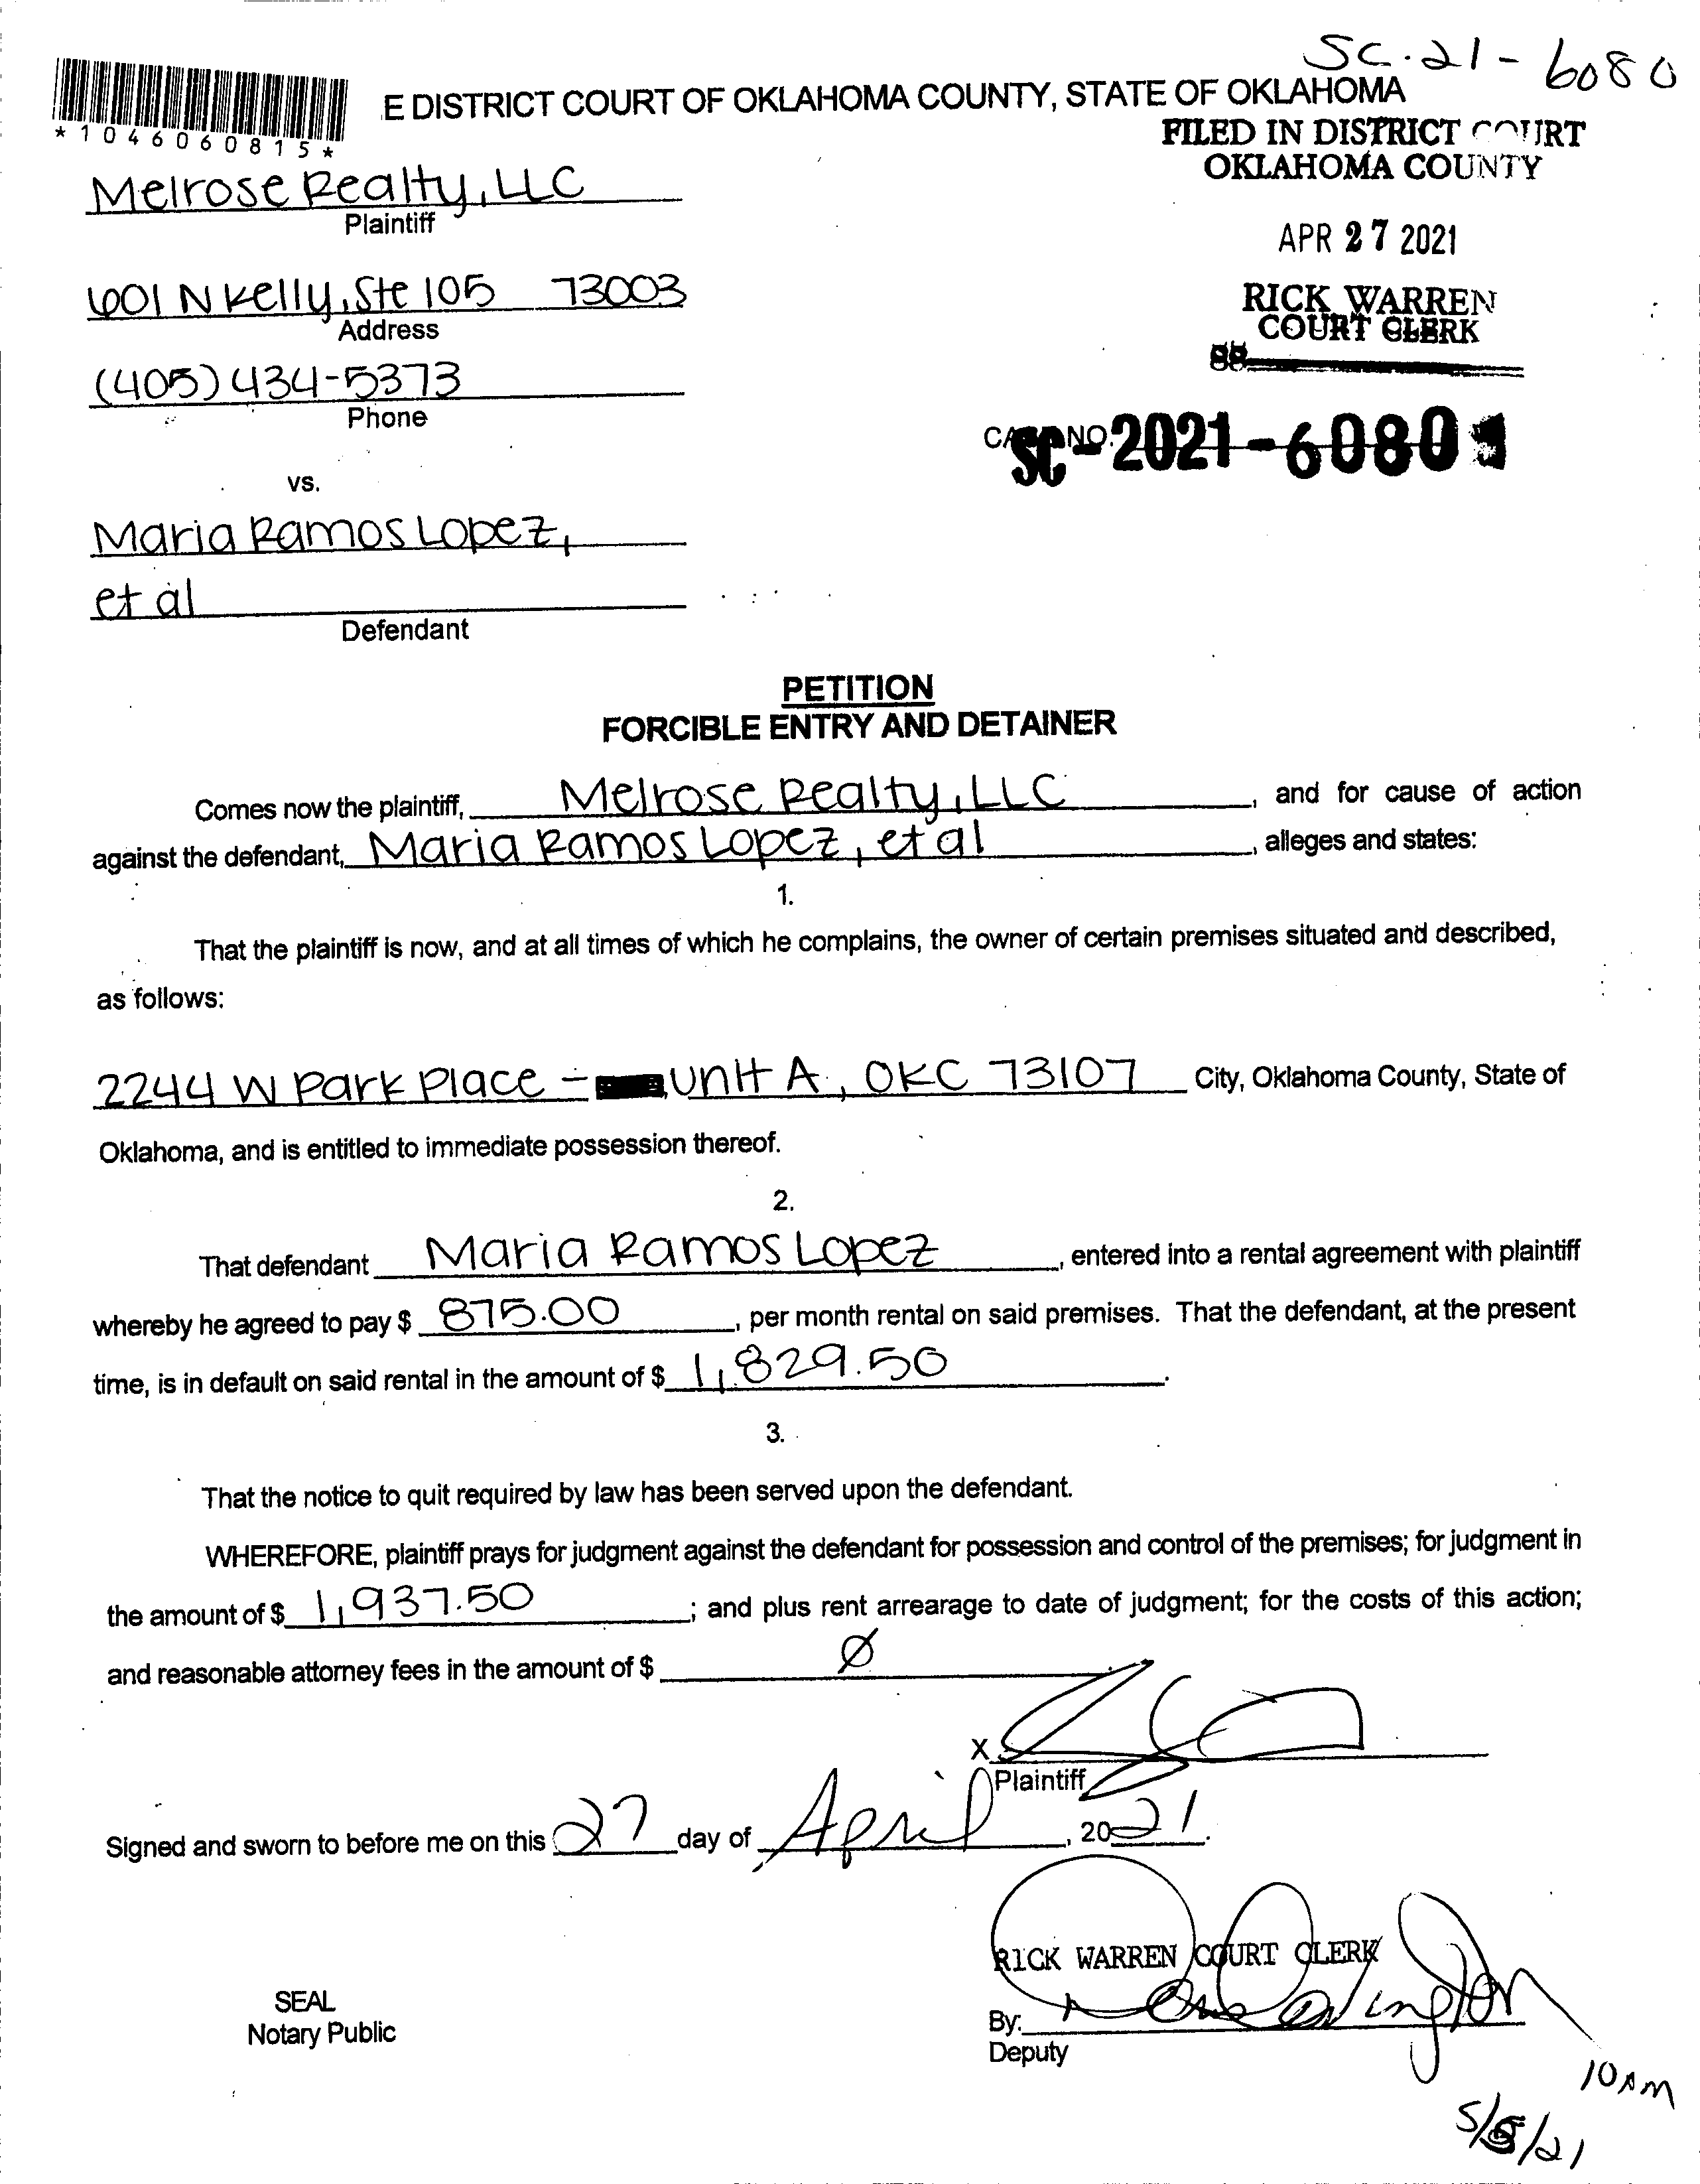 SC-21-6080
E DISTRICT COURT OF OKLAHOMA COUNTY, STATE OF OKLAHOMA
*1046060815*
FILED IN DISTRICT COURT
OKLAHOMA COUNTY
Melrose Realty, LLC
Plaintiff
APR 27 2021
601 N Kelly, Ste 105 73003
Address
RICK WARREN
COURT CLERK
(405) 434-5373
Phone
CASE NO.
SC-2021-6080
vs.
Maria Ramos Lopez,
et al
Defendant
PETITION
FORCIBLE ENTRY AND DETAINER
Comes now the plaintiff, Melrose Realty, LLC, and for cause of action
against the defendant, Maria Ramos Lopez, et al, alleges and states:
1.
That the plaintiff is now, and at all times of which he complains, the owner of certain premises situated and described,
as follows:
2244 W Park Place - Unit A, OKC 73107 City, Oklahoma County, State of
Oklahoma, and is entitled to immediate possession thereof.
2.
That defendant Maria Ramos Lopez, entered into a rental agreement with plaintiff
whereby he agreed to pay $ 875.00, per month rental on said premises. That the defendant, at the present
time, is in default on said rental in the amount of $ 1,829.50.
3.
That the notice to quit required by law has been served upon the defendant.
WHEREFORE, plaintiff prays for judgment against the defendant for possession and control of the premises; for judgment in
the amount of $ 1,937.50; and plus rent arrearage to date of judgment; for the costs of this action;
and reasonable attorney fees in the amount of $ Ø
X
Plaintiff
Signed and sworn to before me on this 27 day of April, 2021.
RICK WARREN COURT CLERK
SEAL
Notary Public
By:
Deputy
10 AM